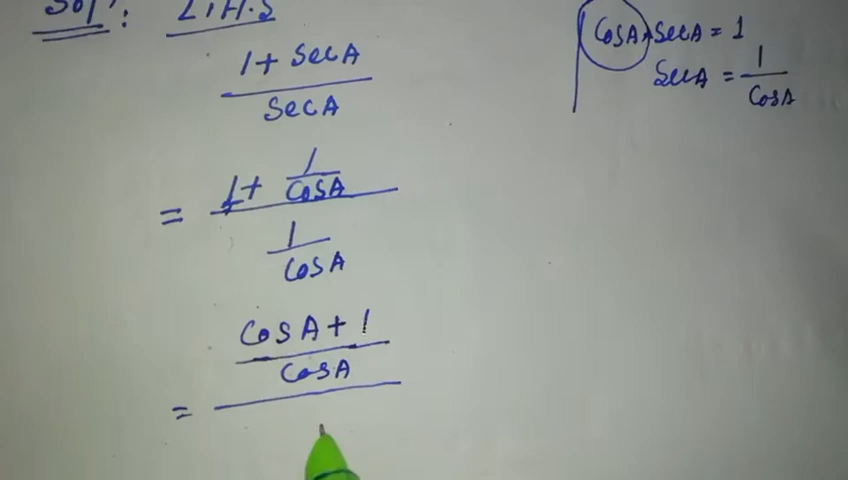 Sol
:
L.H.S
1 + SecA
SecA
CosA × SecA = 1
SecA = 1
CosA
= 1 + 1
CosA
1
CosA
CosA + 1
CosA
=